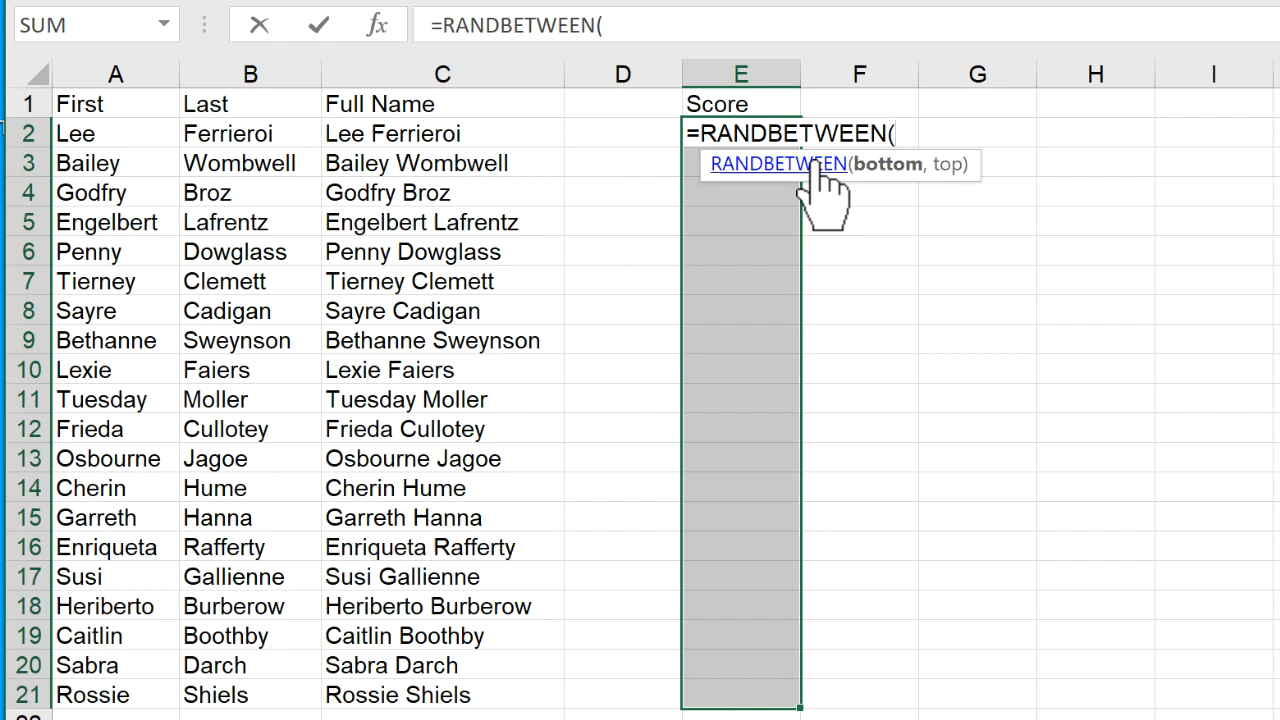 SUM fx =RANDBETWEEN(
A B C D E F G H I
1 First Last Full Name Score
2 Lee Ferrieroi Lee Ferrieroi =RANDBETWEEN(
3 Bailey Wombwell Bailey Wombwell RANDBETWEEN(bottom, top)
4 Godfry Broz Godfry Broz
5 Engelbert Lafrentz Engelbert Lafrentz
6 Penny Dowglass Penny Dowglass
7 Tierney Clemett Tierney Clemett
8 Sayre Cadigan Sayre Cadigan
9 Bethanne Sweynson Bethanne Sweynson
10 Lexie Faiers Lexie Faiers
11 Tuesday Moller Tuesday Moller
12 Frieda Cullotey Frieda Cullotey
13 Osbourne Jagoe Osbourne Jagoe
14 Cherin Hume Cherin Hume
15 Garreth Hanna Garreth Hanna
16 Enriqueta Rafferty Enriqueta Rafferty
17 Susi Gallienne Susi Gallienne
18 Heriberto Burberow Heriberto Burberow
19 Caitlin Boothby Caitlin Boothby
20 Sabra Darch Sabra Darch
21 Rossie Shiels Rossie Shiels